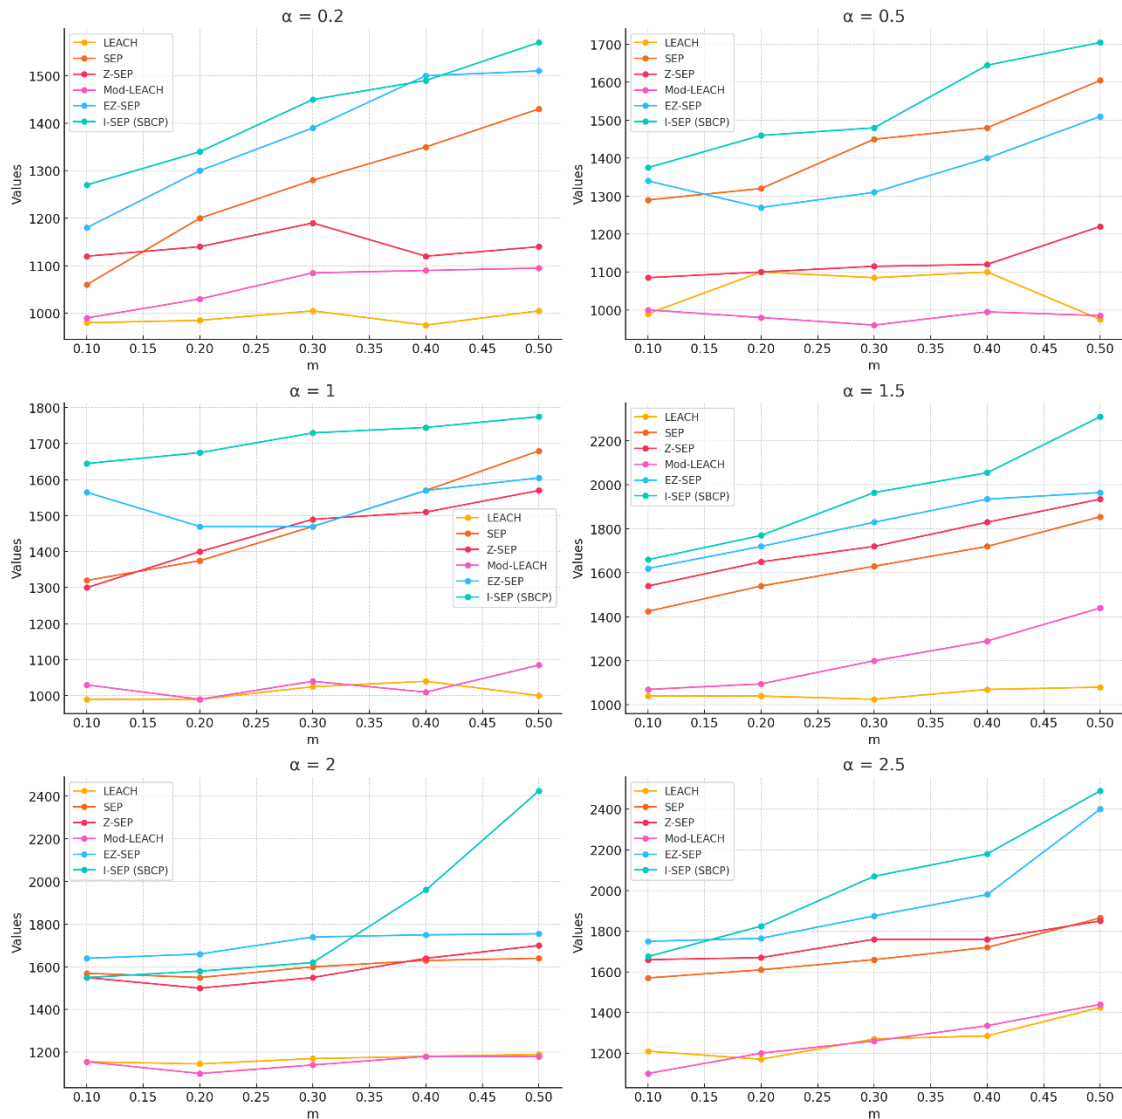 α = 0.2
LEACH
SEP
Z-SEP
Mod-LEACH
EZ-SEP
I-SEP (SBCP)
Values
1500
1400
1300
1200
1100
1000
0.10 0.15 0.20 0.25 0.30 0.35 0.40 0.45 0.50
m
α = 0.5
LEACH
SEP
Z-SEP
Mod-LEACH
EZ-SEP
I-SEP (SBCP)
Values
1700
1600
1500
1400
1300
1200
1100
1000
0.10 0.15 0.20 0.25 0.30 0.35 0.40 0.45 0.50
m
α = 1
LEACH
SEP
Z-SEP
Mod-LEACH
EZ-SEP
I-SEP (SBCP)
Values
1800
1700
1600
1500
1400
1300
1200
1100
1000
0.10 0.15 0.20 0.25 0.30 0.35 0.40 0.45 0.50
m
α = 1.5
LEACH
SEP
Z-SEP
Mod-LEACH
EZ-SEP
I-SEP (SBCP)
Values
2200
2000
1800
1600
1400
1200
1000
0.10 0.15 0.20 0.25 0.30 0.35 0.40 0.45 0.50
m
α = 2
LEACH
SEP
Z-SEP
Mod-LEACH
EZ-SEP
I-SEP (SBCP)
Values
2400
2200
2000
1800
1600
1400
1200
0.10 0.15 0.20 0.25 0.30 0.35 0.40 0.45 0.50
m
α = 2.5
LEACH
SEP
Z-SEP
Mod-LEACH
EZ-SEP
I-SEP (SBCP)
Values
2400
2200
2000
1800
1600
1400
1200
0.10 0.15 0.20 0.25 0.30 0.35 0.40 0.45 0.50
m